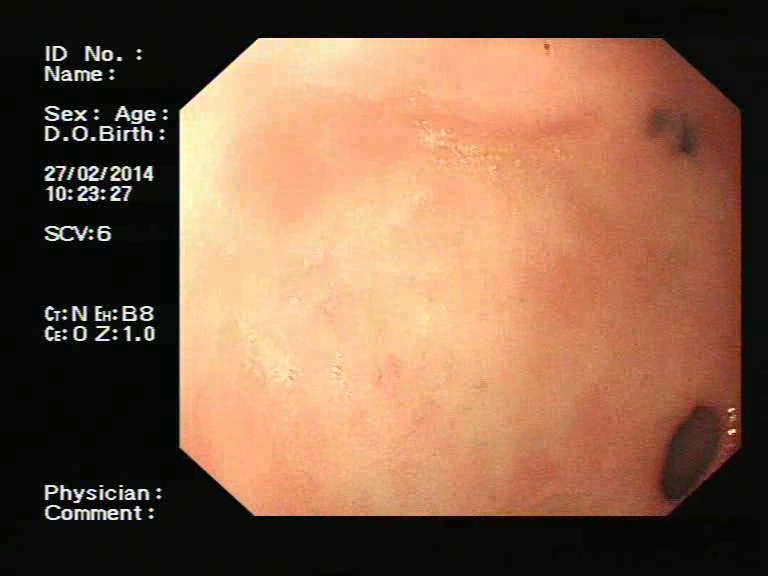 ID No. :
Name:
Sex: Age:
D.O.Birth:
27/02/2014
10:23:27
SCV:6
CT:N EH:B8
CE:0 Z:1.0
Physician:
Comment: